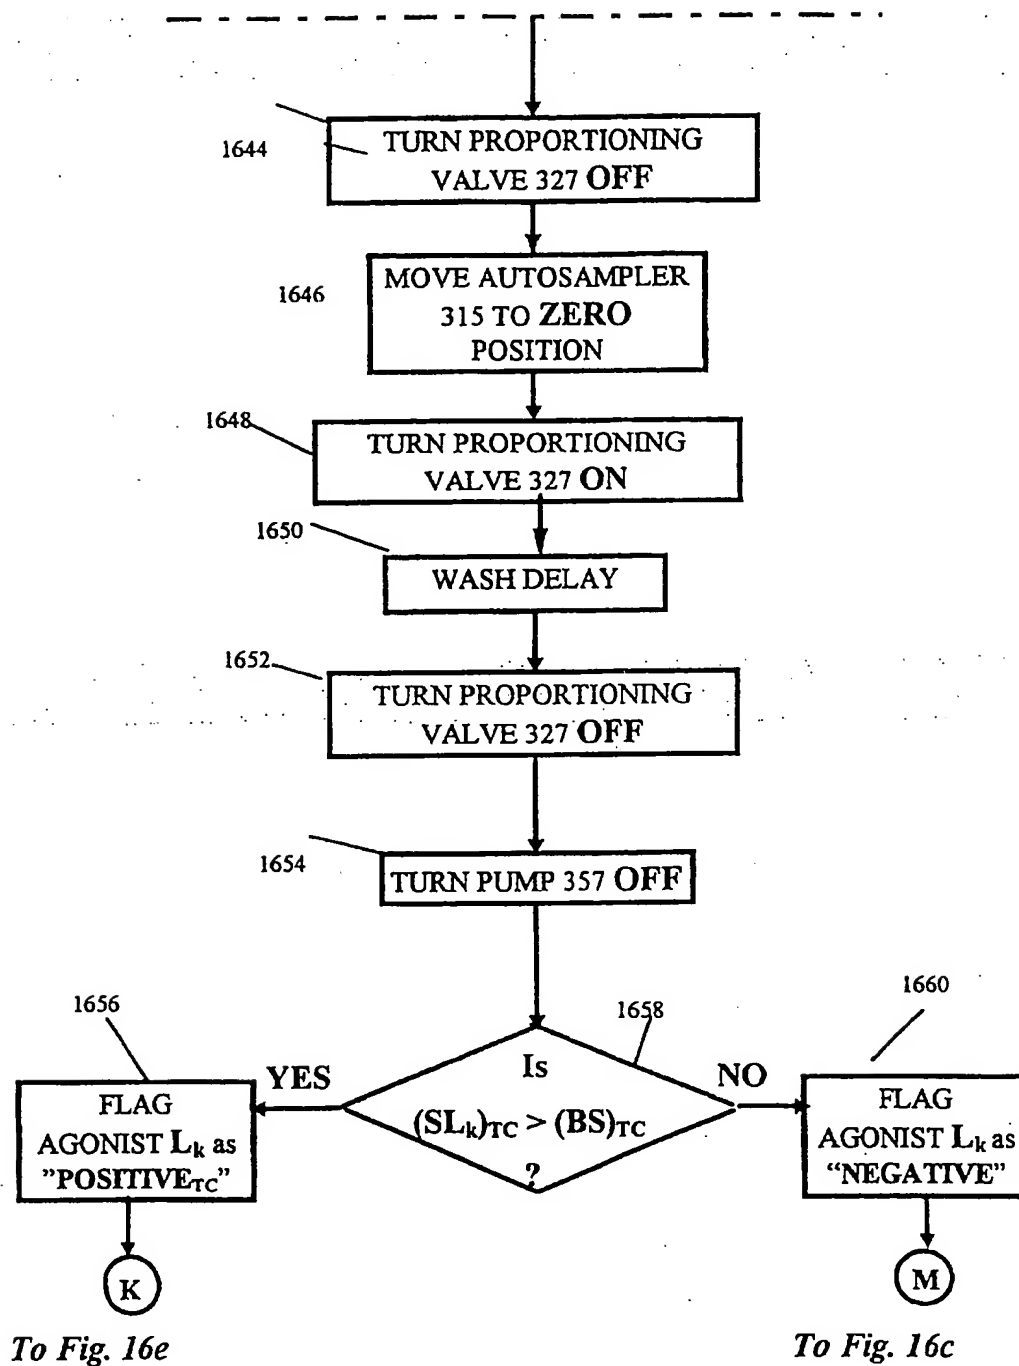 1644
TURN PROPORTIONING
VALVE 327 OFF
1646
MOVE AUTOSAMPLER
315 TO ZERO
POSITION
1648
TURN PROPORTIONING
VALVE 327 ON
1650
WASH DELAY
1652
TURN PROPORTIONING
VALVE 327 OFF
1654
TURN PUMP 357 OFF
1656
1658
1660
YES
Is
(SLk)TC > (BS)TC
?
NO
FLAG
AGONIST Lk as
"POSITIVETC"
FLAG
AGONIST Lk as
"NEGATIVE"
K
M
To Fig. 16e
To Fig. 16c